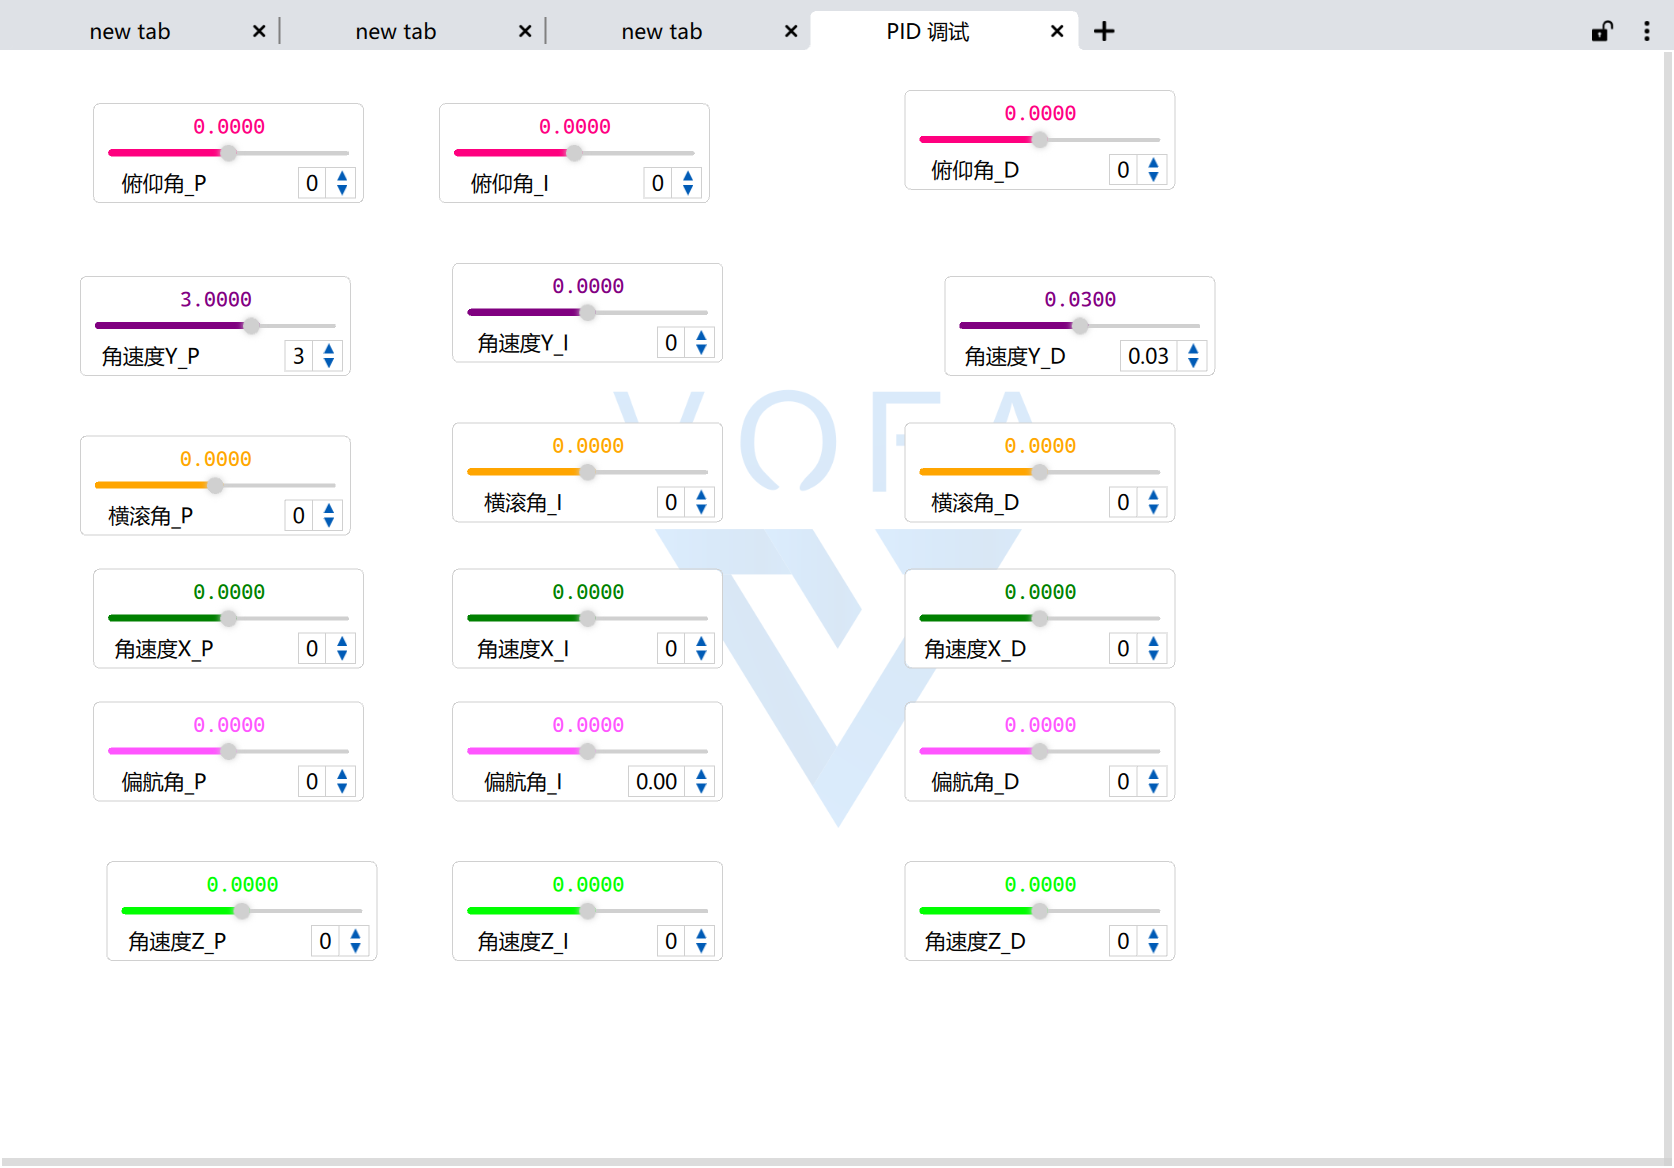 new tab
new tab
new tab
PID 调试
0.0000
俯仰角_P 0
0.0000
俯仰角_I 0
0.0000
俯仰角_D 0
3.0000
角速度Y_P 3
0.0000
角速度Y_I 0
0.0300
角速度Y_D 0.03
VOFA
0.0000
横滚角_P 0
0.0000
横滚角_I 0
0.0000
横滚角_D 0
0.0000
角速度X_P 0
0.0000
角速度X_I 0
0.0000
角速度X_D 0
0.0000
偏航角_P 0
0.0000
偏航角_I 0.00
0.0000
偏航角_D 0
0.0000
角速度Z_P 0
0.0000
角速度Z_I 0
0.0000
角速度Z_D 0